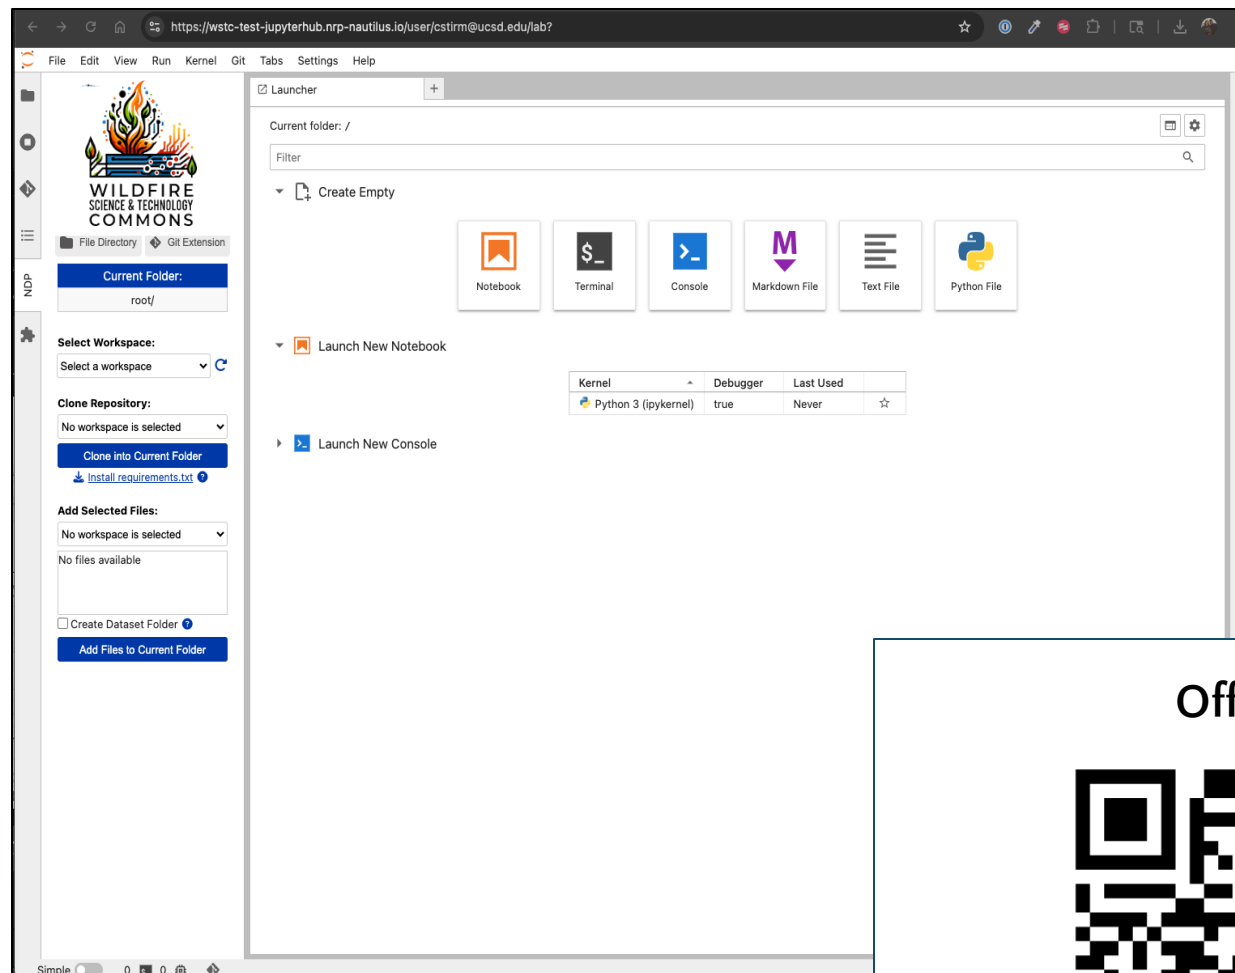 https://wstc-test-jupyterhub.nrp-nautilus.io/user/cstirm@ucsd.edu/lab?
File Edit View Run Kernel Git Tabs Settings Help
WILDFIRE
SCIENCE & TECHNOLOGY
COMMONS
File Directory Git Extension
NDP
Current Folder:
root/
Select Workspace:
Select a workspace
Clone Repository:
No workspace is selected
Clone into Current Folder
Install requirements.txt ?
Add Selected Files:
No workspace is selected
No files available
Create Dataset Folder ?
Add Files to Current Folder
Launcher +
Current folder: /
Filter
Create Empty
$_
M
Notebook Terminal Console Markdown File Text File Python File
Launch New Notebook
Kernel Debugger Last Used
Python 3 (ipykernel) true Never
Launch New Console
Off
Simple 0 0